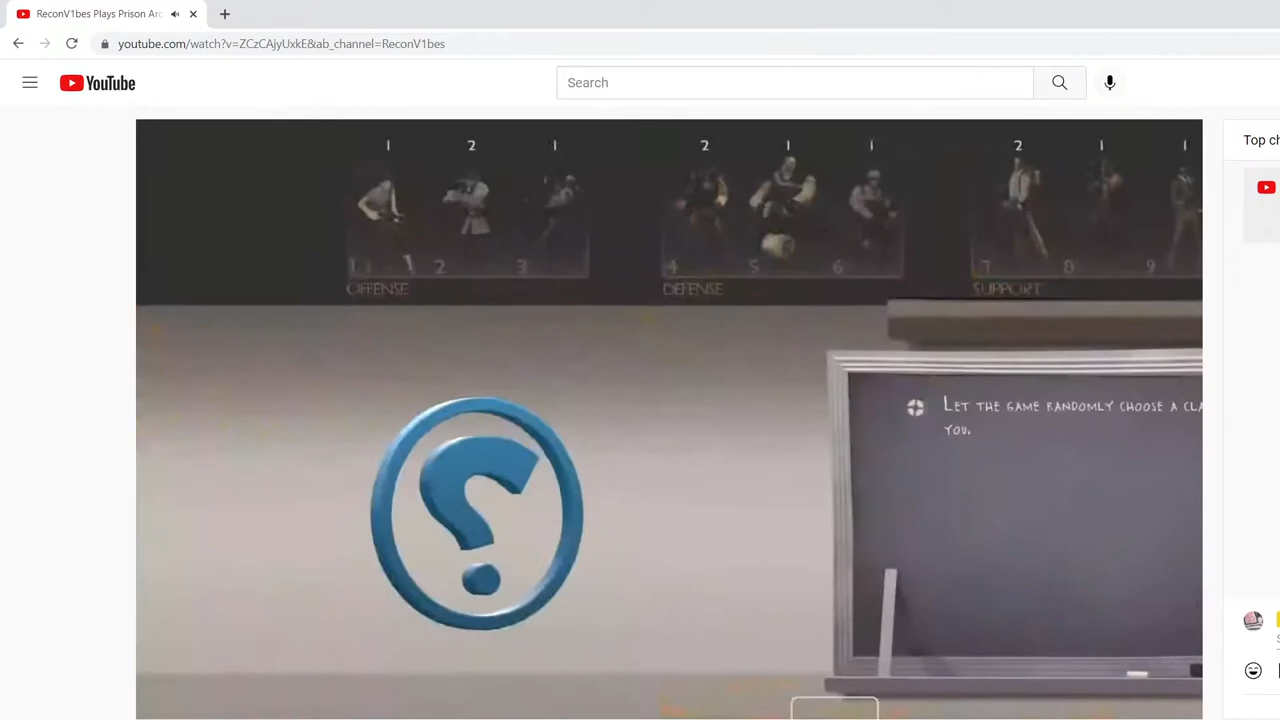 ReconV1bes Plays Prison Arc
youtube.com/watch?v=ZCzCAjyUxkE&ab_channel=ReconV1bes
YouTube
Search
Top ch
1 2 1 2 1 1 2 1 1
1 2 3 4 5 6 7 8 9
OFFENSE DEFENSE SUPPORT
LET THE GAME RANDOMLY CHOOSE A CLA
YOU.